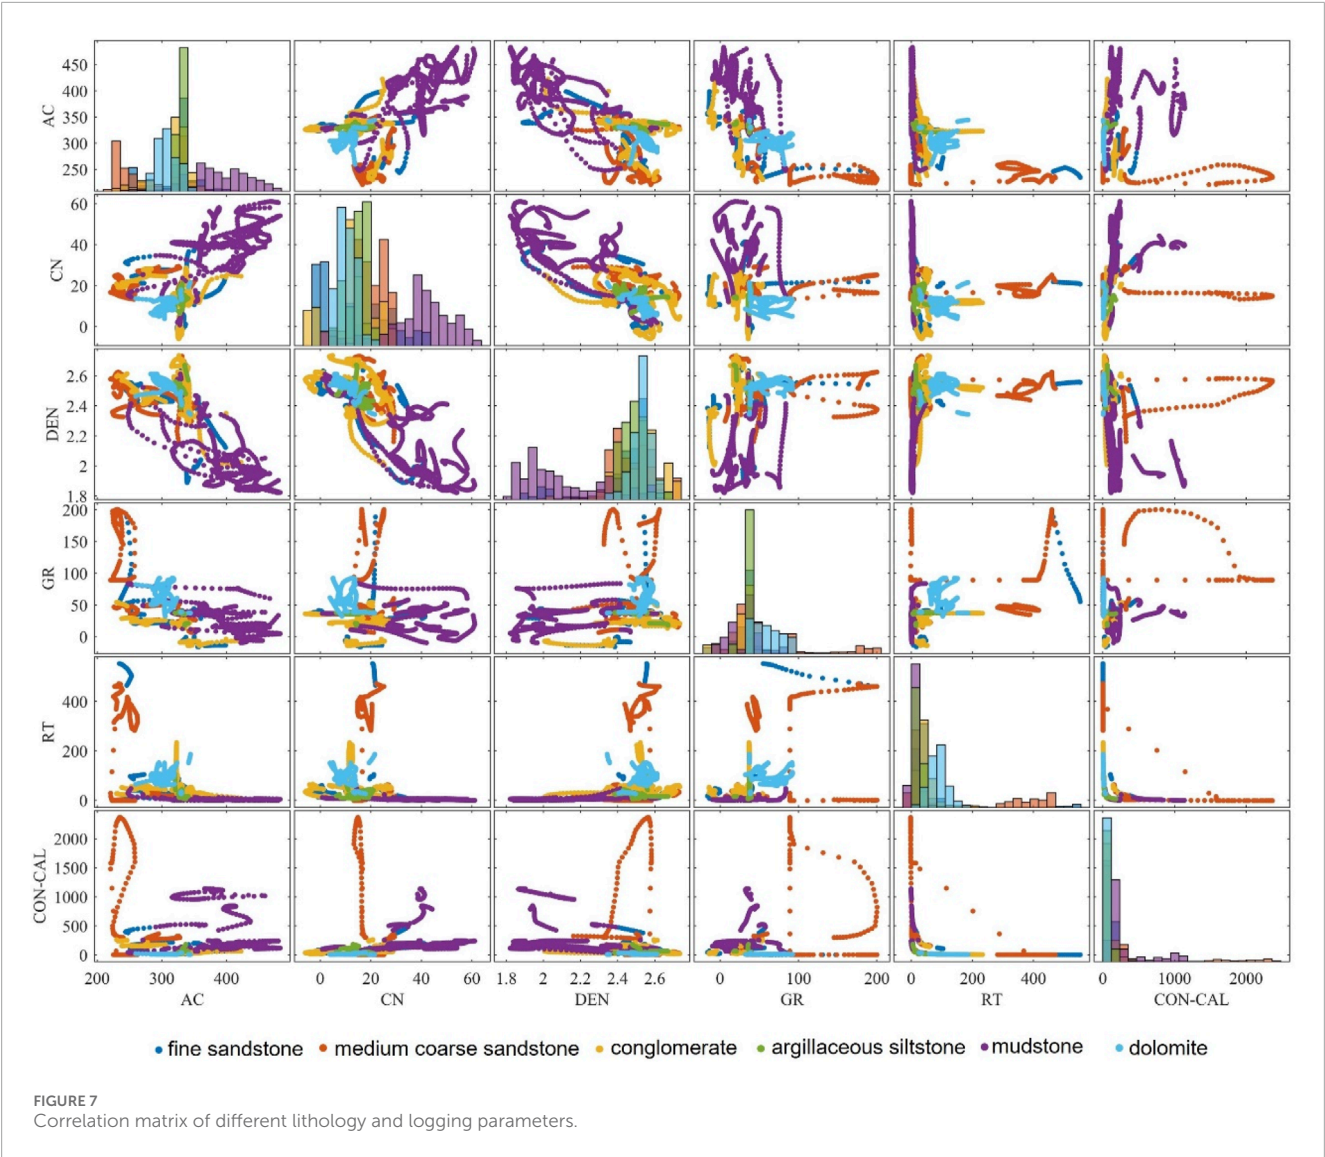 450
400
350
300
250
AC
60
40
20
0
CN
2.6
2.4
2.2
2
1.8
DEN
200
150
100
50
0
GR
400
200
0
RT
2000
1500
1000
500
0
CON-CAL
200 300 400 0 20 40 60 1.8 2 2.2 2.4 2.6 0 100 200 0 200 400 0 1000 2000
AC CN DEN GR RT CON-CAL
fine sandstone medium coarse sandstone conglomerate argillaceous siltstone mudstone dolomite
FIGURE 7
Correlation matrix of different lithology and logging parameters.